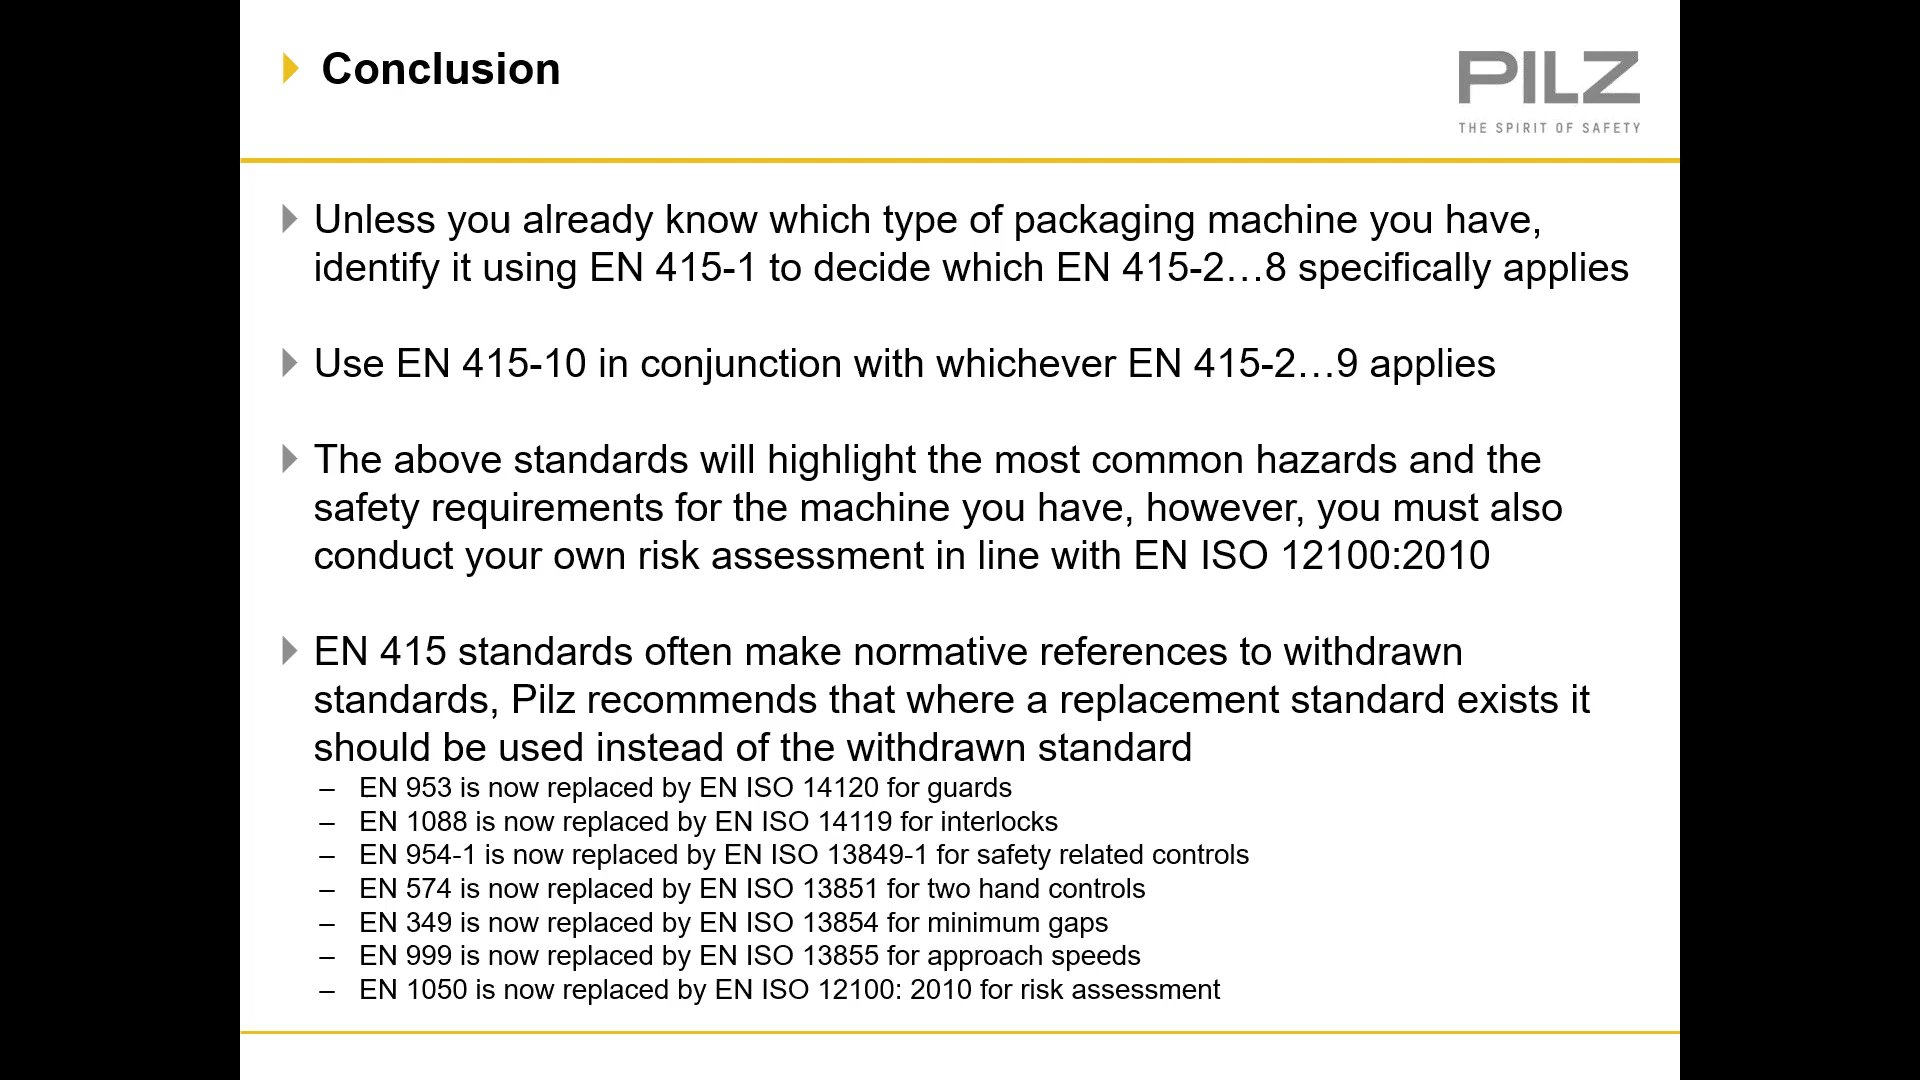 Conclusion
PILZ
THE SPIRIT OF SAFETY
Unless you already know which type of packaging machine you have,
identify it using EN 415-1 to decide which EN 415-2…8 specifically applies
Use EN 415-10 in conjunction with whichever EN 415-2…9 applies
The above standards will highlight the most common hazards and the
safety requirements for the machine you have, however, you must also
conduct your own risk assessment in line with EN ISO 12100:2010
EN 415 standards often make normative references to withdrawn
standards, Pilz recommends that where a replacement standard exists it
should be used instead of the withdrawn standard
– EN 953 is now replaced by EN ISO 14120 for guards
– EN 1088 is now replaced by EN ISO 14119 for interlocks
– EN 954-1 is now replaced by EN ISO 13849-1 for safety related controls
– EN 574 is now replaced by EN ISO 13851 for two hand controls
– EN 349 is now replaced by EN ISO 13854 for minimum gaps
– EN 999 is now replaced by EN ISO 13855 for approach speeds
– EN 1050 is now replaced by EN ISO 12100: 2010 for risk assessment